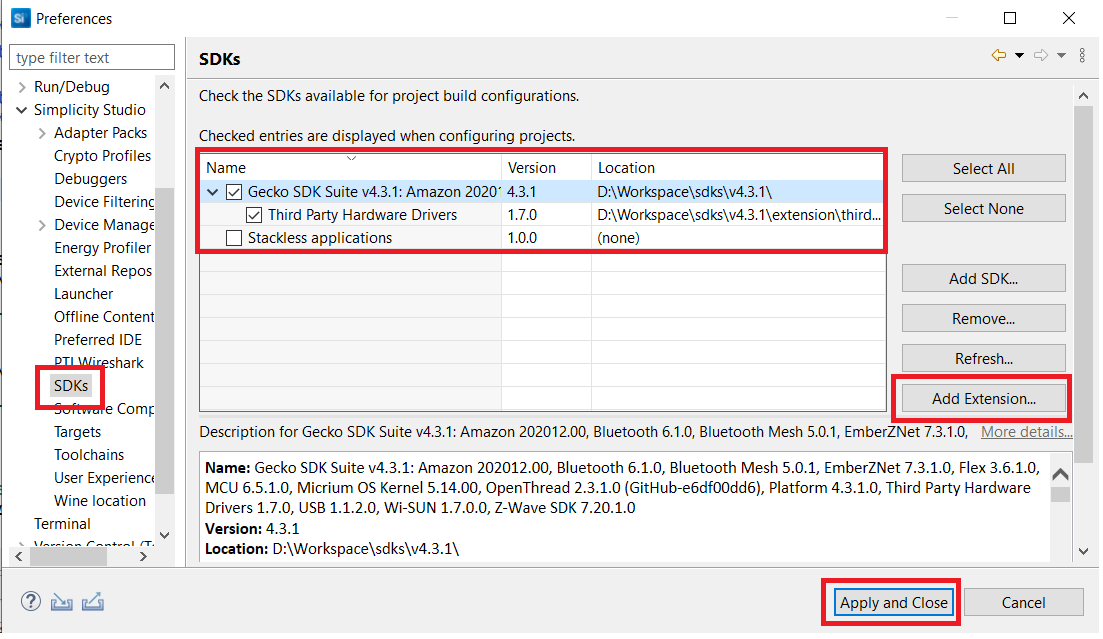 Si Preferences
type filter text
Run/Debug
Simplicity Studio
Adapter Packs
Crypto Profiles
Debuggers
Device Filtering
Device Manage
Energy Profiler
External Repos
Launcher
Offline Content
Preferred IDE
PTI Wireshark
SDKs
Software Comp
Targets
Toolchains
User Experience
Wine location
Terminal
Version Control (T
SDKs
Check the SDKs available for project build configurations.
Checked entries are displayed when configuring projects.
Name Version Location
Gecko SDK Suite v4.3.1: Amazon 2020 4.3.1 D:\Workspace\sdks\v4.3.1\
Third Party Hardware Drivers 1.7.0 D:\Workspace\sdks\v4.3.1\extension\third...
Stackless applications 1.0.0 (none)
Select All
Select None
Add SDK...
Remove...
Refresh...
Add Extension...
Description for Gecko SDK Suite v4.3.1: Amazon 202012.00, Bluetooth 6.1.0, Bluetooth Mesh 5.0.1, EmberZNet 7.3.1.0, More details...
Name: Gecko SDK Suite v4.3.1: Amazon 202012.00, Bluetooth 6.1.0, Bluetooth Mesh 5.0.1, EmberZNet 7.3.1.0, Flex 3.6.1.0,
MCU 6.5.1.0, Micrium OS Kernel 5.14.00, OpenThread 2.3.1.0 (GitHub-e6df00dd6), Platform 4.3.1.0, Third Party Hardware
Drivers 1.7.0, USB 1.1.2.0, Wi-SUN 1.7.0.0, Z-Wave SDK 7.20.1.0
Version: 4.3.1
Location: D:\Workspace\sdks\v4.3.1\
?
Apply and Close
Cancel